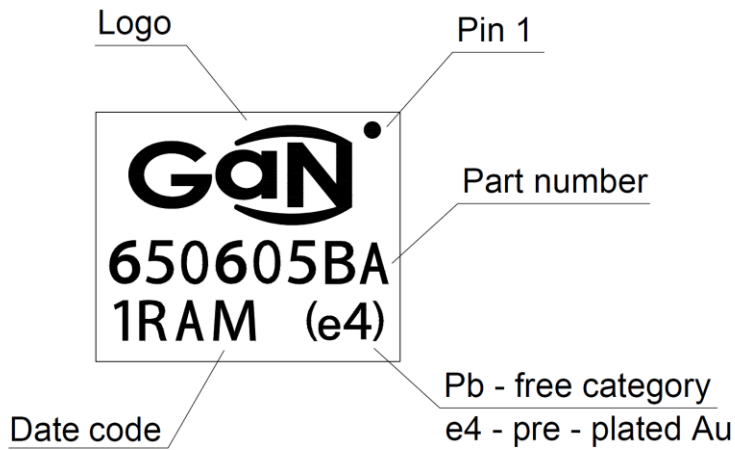 Logo
Pin 1
GaN
Part number
650605BA
1RAM (e4)
Pb - free category
e4 - pre - plated Au
Date code